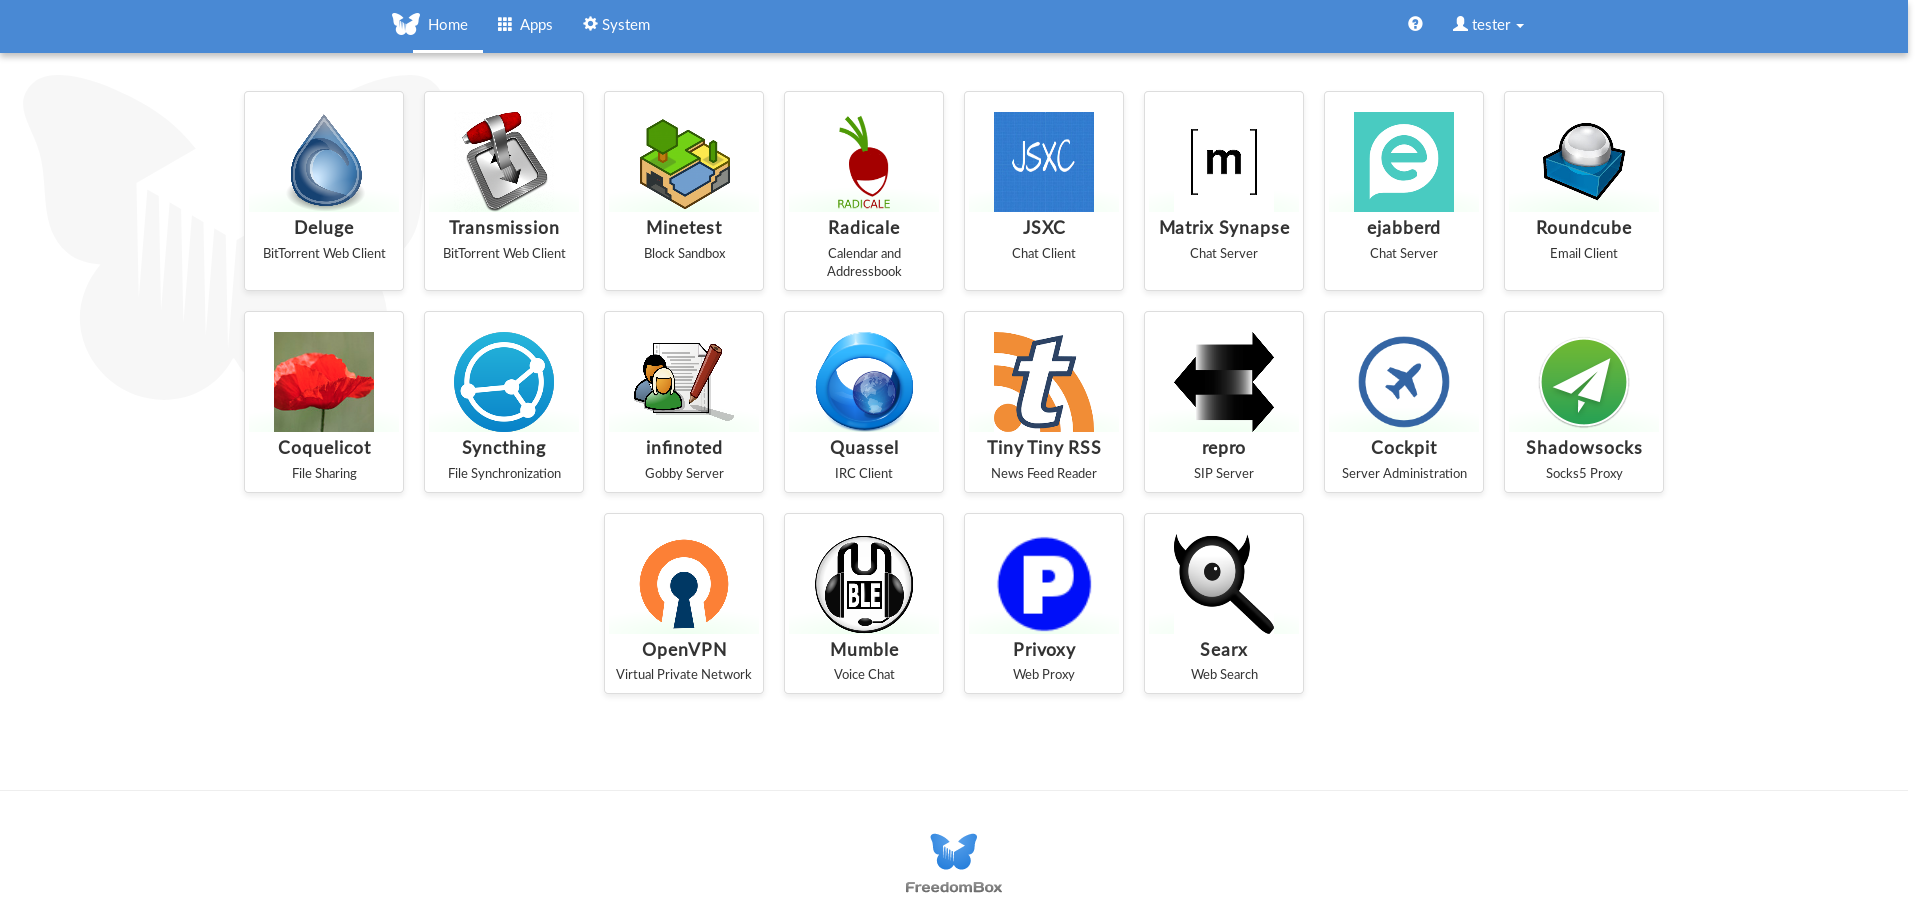 Home Apps System tester
RADICALE
JSXC
[m]
Deluge Transmission Minetest Radicale JSXC Matrix Synapse ejabberd Roundcube
BitTorrent Web Client BitTorrent Web Client Block Sandbox Calendar and Chat Client Chat Server Chat Server Email Client
Addressbook
t
Coquelicot Syncthing infinoted Quassel Tiny Tiny RSS repro Cockpit Shadowsocks
File Sharing File Synchronization Gobby Server IRC Client News Feed Reader SIP Server Server Administration Socks5 Proxy
BLE
P
OpenVPN Mumble Privoxy Searx
Virtual Private Network Voice Chat Web Proxy Web Search
FreedomBox